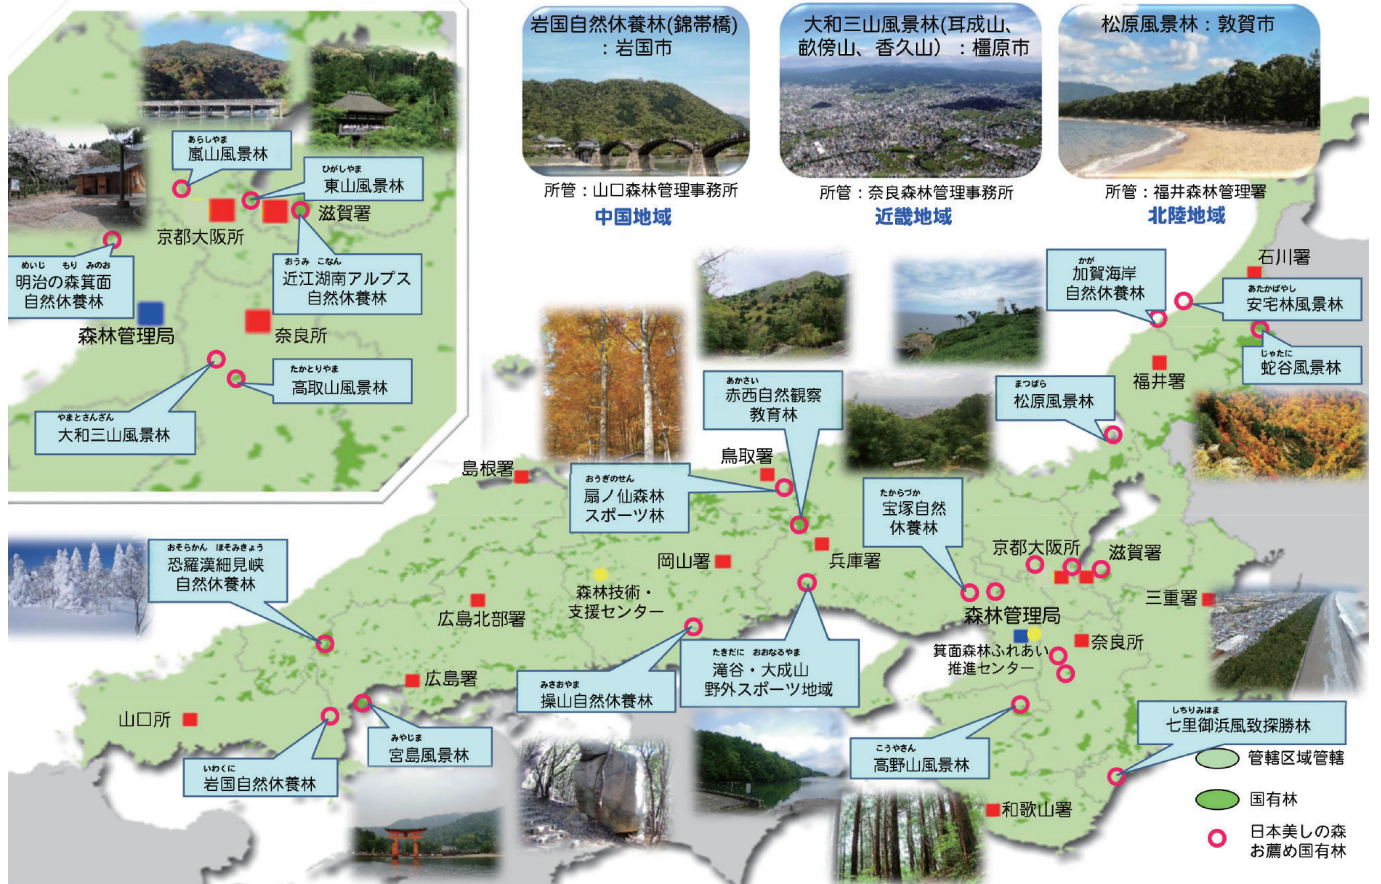 岩国自然休養林(錦帯橋)
：岩国市
所管：山口森林管理事務所
中国地域
大和三山風景林(耳成山、
畝傍山、香久山）：橿原市
所管：奈良森林管理事務所
近畿地域
松原風景林：敦賀市
所管：福井森林管理署
北陸地域
あらしやま
嵐山風景林
ひがしやま
東山風景林
滋賀署
京都大阪所
めいじ もり みのお
明治の森箕面
自然休養林
おうみ こなん
近江湖南アルプス
自然休養林
森林管理局
奈良所
たかとりやま
高取山風景林
やまとさんざん
大和三山風景林
石川署
かが
加賀海岸
自然休養林
あたかばやし
安宅林風景林
じゃたに
蛇谷風景林
福井署
まつばら
松原風景林
あかさい
赤西自然観察
教育林
鳥取署
島根署
おうぎのせん
扇ノ仙森林
スポーツ林
たからづか
宝塚自然
休養林
おそらかん ほそみきょう
恐羅漢細見峡
自然休養林
岡山署
兵庫署
京都大阪所
滋賀署
森林技術・
支援センター
広島北部署
三重署
森林管理局
奈良所
箕面森林ふれあい
推進センター
たきだに おおなるやま
滝谷・大成山
野外スポーツ地域
みさおやま
操山自然休養林
広島署
山口所
みやじま
宮島風景林
いわくに
岩国自然休養林
こうやさん
高野山風景林
しちりみはま
七里御浜風致探勝林
和歌山署
管轄区域管轄
国有林
日本美しの森
お薦め国有林